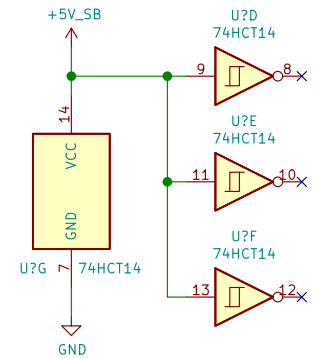 +5V_SB
U?D
74HCT14
9
8
14
VCC
U?E
74HCT14
11
10
GND
U?G
7
74HCT14
U?F
74HCT14
13
12
GND